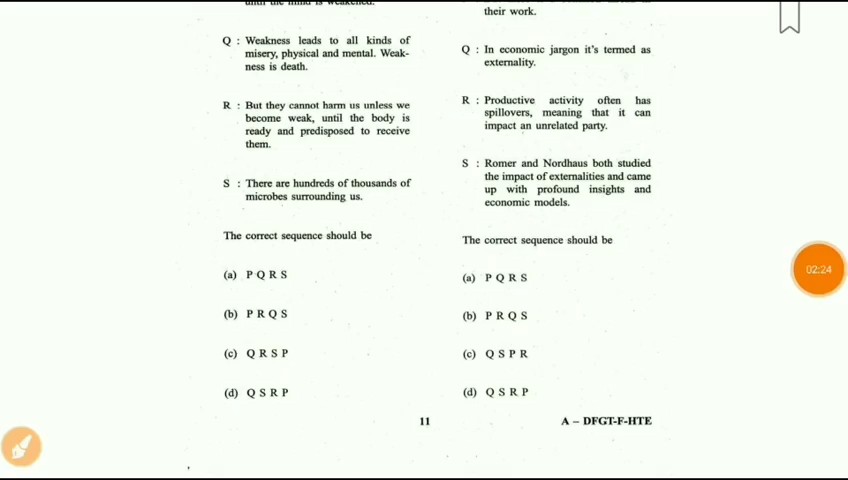 until the mind is weakened.
Q : Weakness leads to all kinds of
misery, physical and mental. Weak-
ness is death.
R : But they cannot harm us unless we
become weak, until the body is
ready and predisposed to receive
them.
S : There are hundreds of thousands of
microbes surrounding us.
The correct sequence should be
(a) P Q R S
(b) P R Q S
(c) Q R S P
(d) Q S R P
their work.
Q : In economic jargon it's termed as
externality.
R : Productive activity often has
spillovers, meaning that it can
impact an unrelated party.
S : Romer and Nordhaus both studied
the impact of externalities and came
up with profound insights and
economic models.
The correct sequence should be
(a) P Q R S
(b) P R Q S
(c) Q S P R
(d) Q S R P
11
A – DFGT-F-HTE
02:24